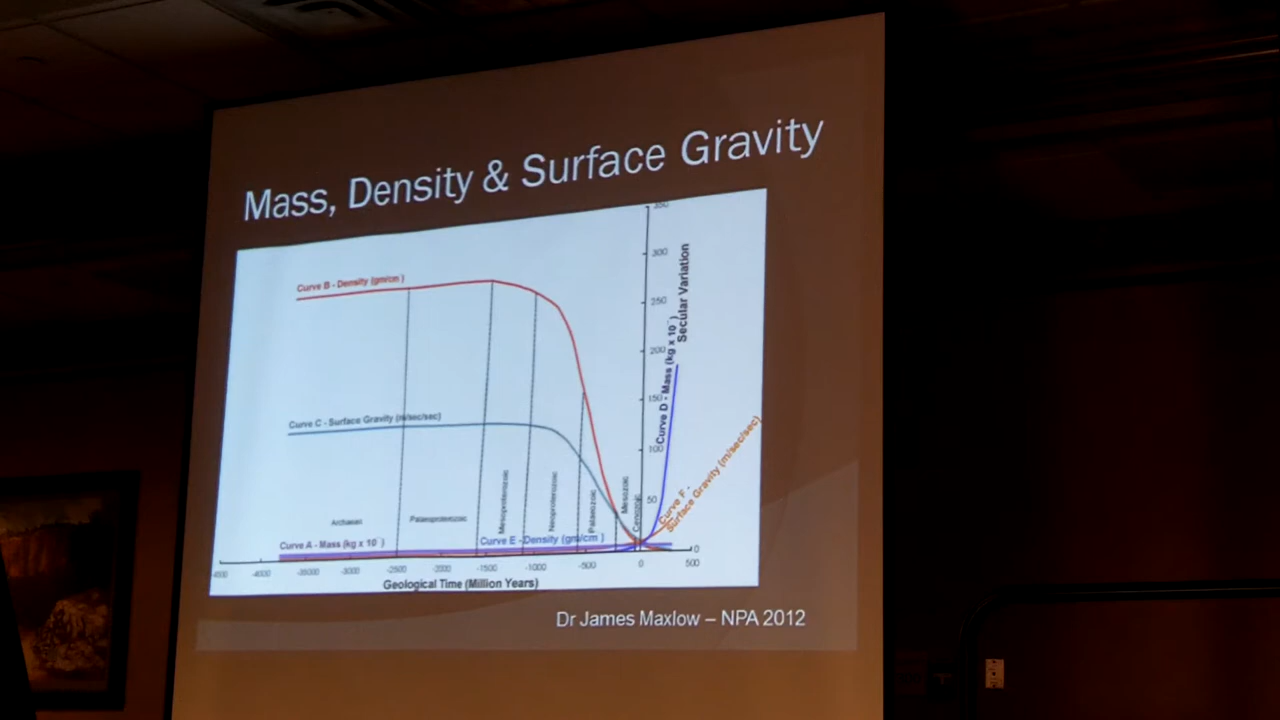 Mass, Density & Surface Gravity
350
300
250
200
150
100
50
0
Secular Variation
Curve B - Density (gm/cm )
Curve C - Surface Gravity (m/sec/sec)
Curve D - Mass (kg x 10 )
Curve F -
Surface Gravity (m/sec/sec)
Archaean
Palaeoproterozoic
Mesoproterozoic
Neoproterozoic
Palaeozoic
Mesozoic
Cenozoic
Curve A - Mass (kg x 10 )
Curve E - Density (gm/cm )
-4500 -4000 -3500 -3000 -2500 -2000 -1500 -1000 -500 0 500
Geological Time (Million Years)
Dr James Maxlow – NPA 2012